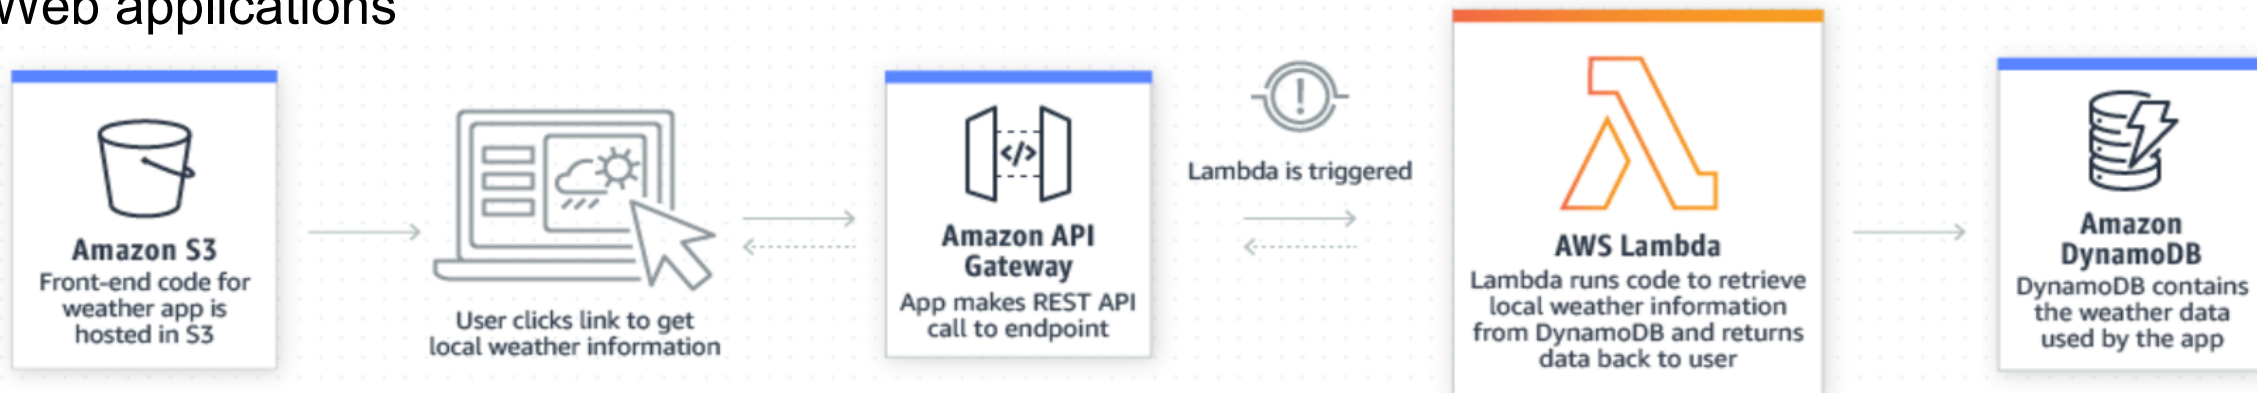 Web applications
Amazon S3
Front-end code for
weather app is
hosted in S3
User clicks link to get
local weather information
</>
Amazon API
Gateway
App makes REST API
call to endpoint
!
Lambda is triggered
AWS Lambda
Lambda runs code to retrieve
local weather information
from DynamoDB and returns
data back to user
Amazon
DynamoDB
DynamoDB contains
the weather data
used by the app